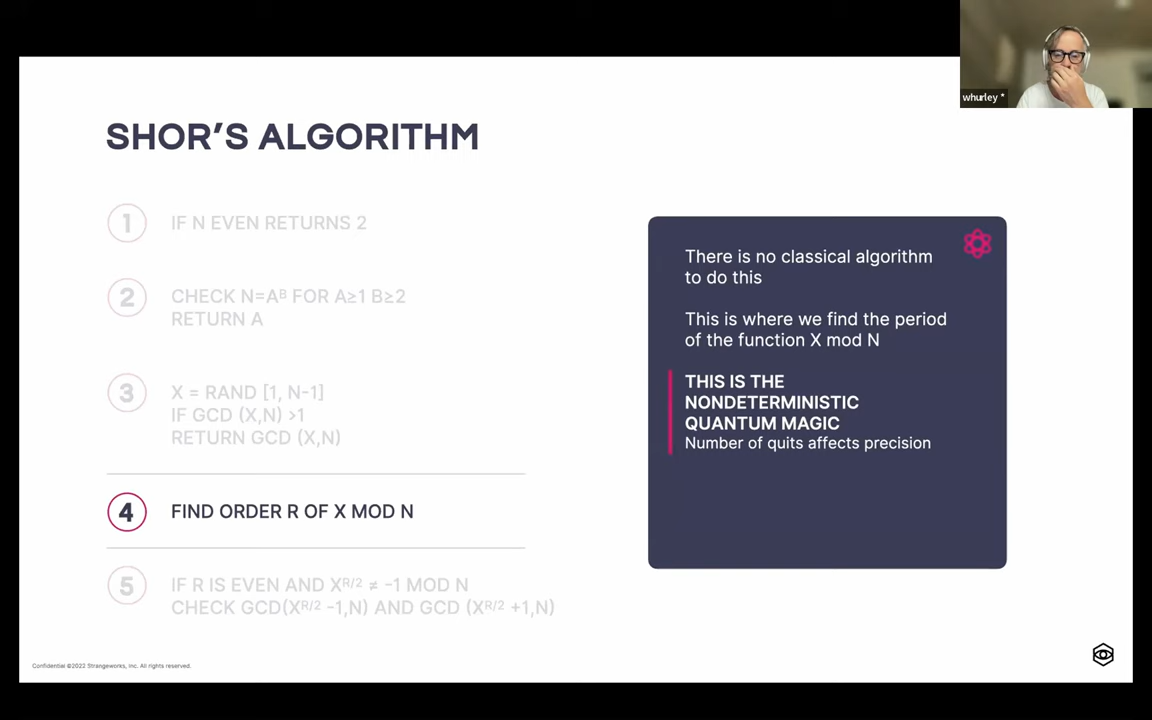 whurley *
SHOR’S ALGORITHM
1 IF N EVEN RETURNS 2
2 CHECK N=Aᴮ FOR A≥1 B≥2
RETURN A
3 X = RAND [1, N-1]
IF GCD (X,N) >1
RETURN GCD (X,N)
4 FIND ORDER R OF X MOD N
5 IF R IS EVEN AND Xᴿ/² ≠ -1 MOD N
CHECK GCD(Xᴿ/² -1,N) AND GCD (Xᴿ/² +1,N)
There is no classical algorithm
to do this
This is where we find the period
of the function X mod N
THIS IS THE
NONDETERMINISTIC
QUANTUM MAGIC
Number of quits affects precision
Confidential ©2022 Strangeworks, Inc. All rights reserved.